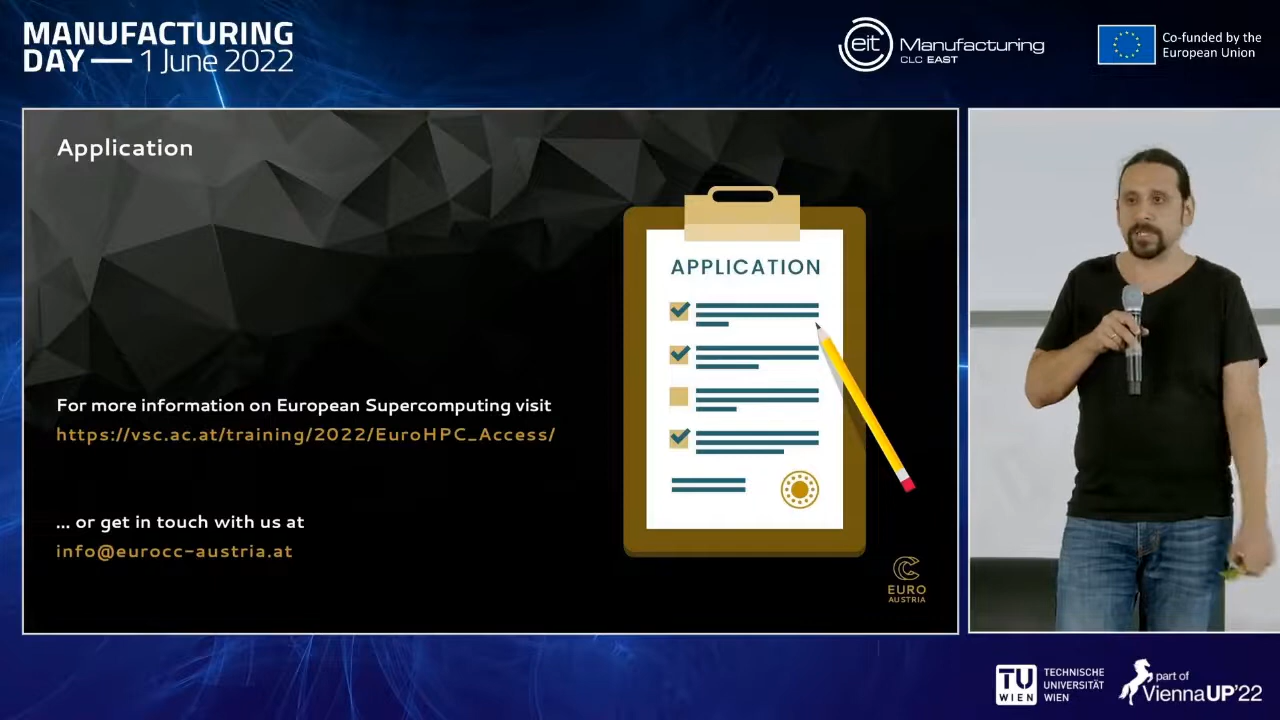 MANUFACTURING
DAY — 1 June 2022
eit Manufacturing
CLC EAST
Co-funded by the
European Union
Application
APPLICATION
For more information on European Supercomputing visit
https://vsc.ac.at/training/2022/EuroHPC_Access/
... or get in touch with us at
info@eurocc-austria.at
EURO
AUSTRIA
TU
WIEN
TECHNISCHE
UNIVERSITÄT
WIEN
part of
ViennaUP'22